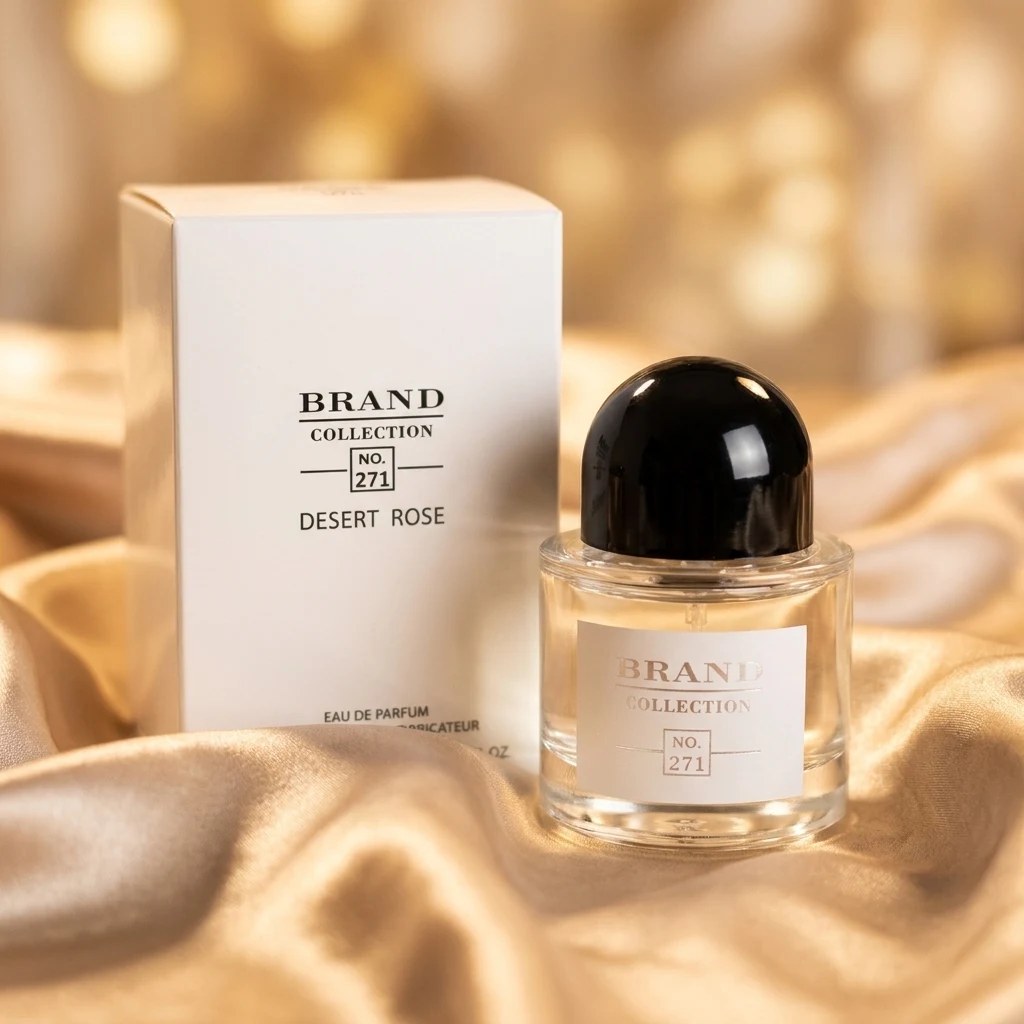 BRAND
COLLECTION
NO.
271
DESERT ROSE
EAU DE PARFUM
OZ
BRAND
COLLECTION
NO.
271